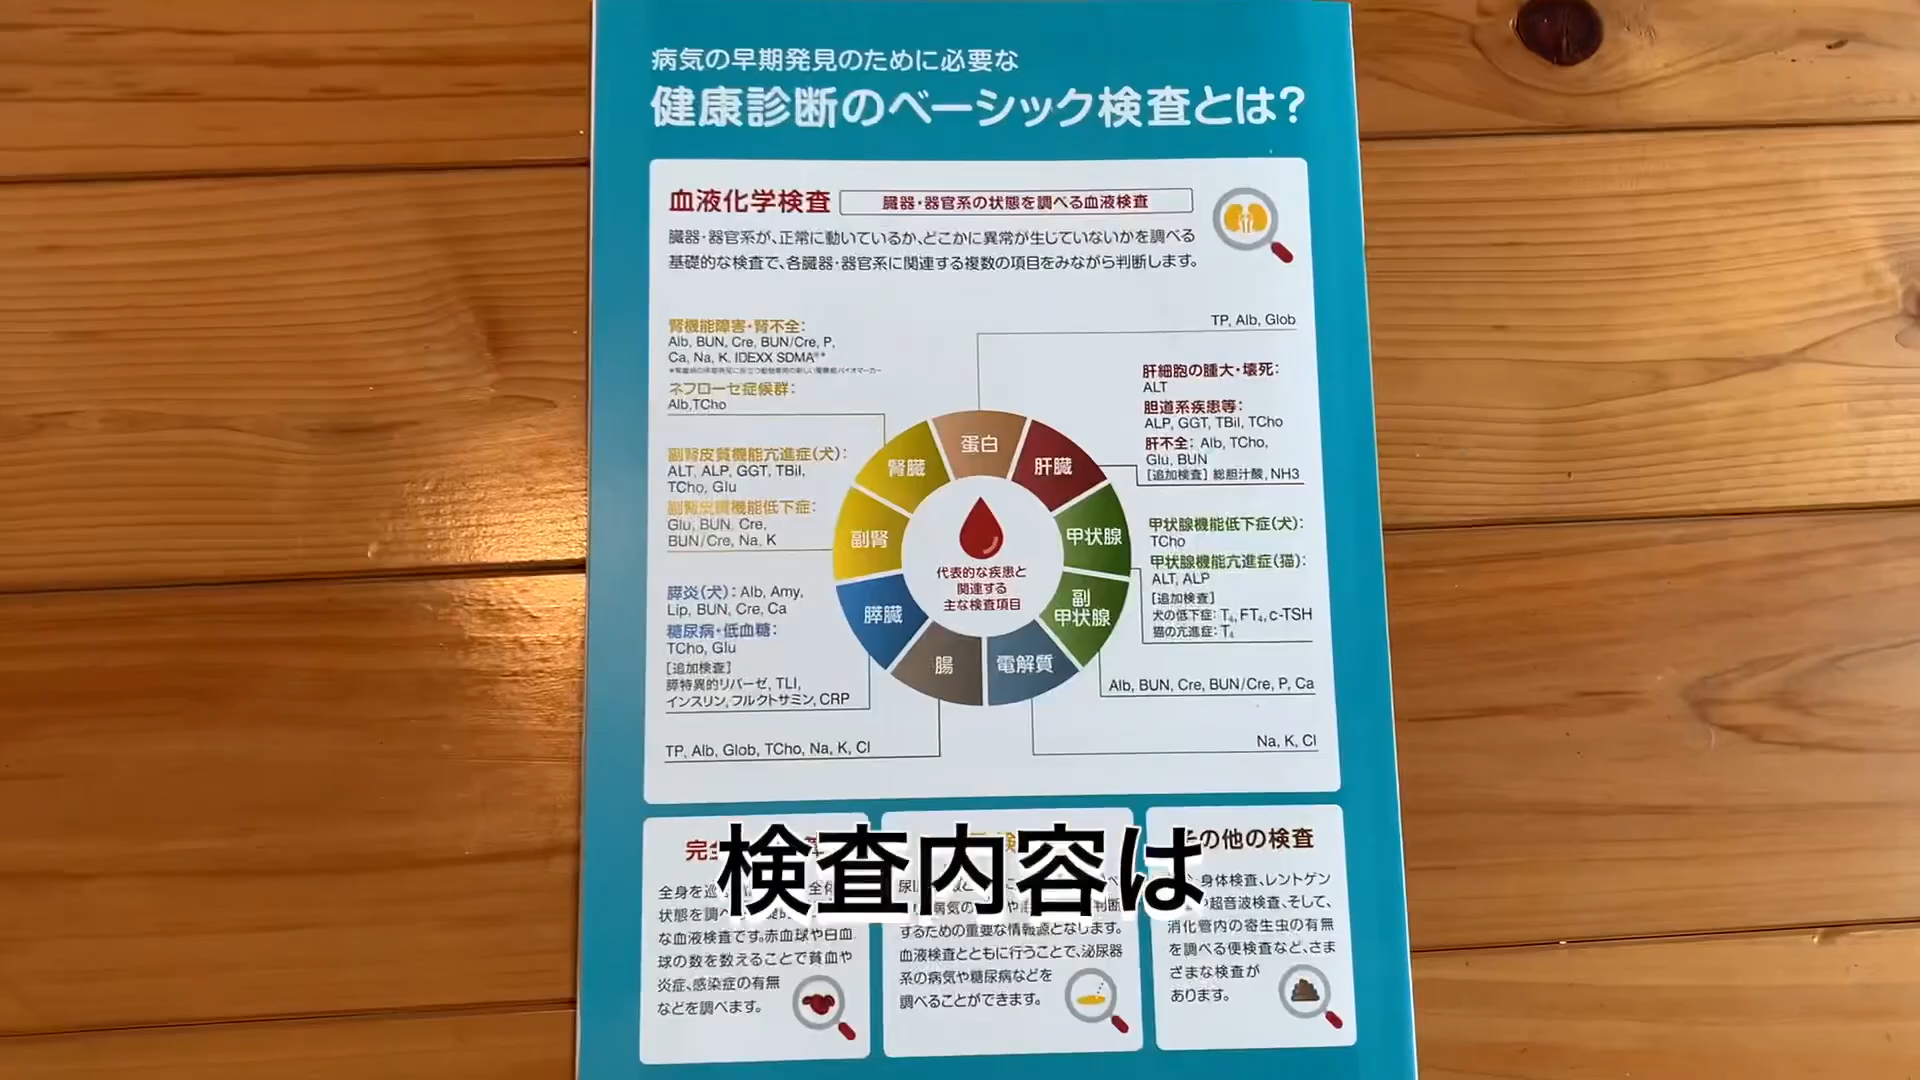 病気の早期発見のために必要な
健康診断のベーシック検査とは?
血液化学検査
臓器・器官系の状態を調べる血液検査
臓器・器官系が、正常に動いているか、どこかに異常が生じていないかを調べる
基礎的な検査で、各臓器・器官系に関連する複数の項目をみながら判断します。
腎機能障害・腎不全:
Alb, BUN, Cre, BUN/Cre, P,
Ca, Na, K, IDEXX SDMA
ネフローゼ症候群:
Alb,TCho
副腎皮質機能亢進症(犬):
ALT, ALP, GGT, TBil,
TCho, Glu
副腎皮質機能低下症:
Glu, BUN, Cre,
BUN/Cre, Na, K
膵炎(犬): Alb, Amy,
Lip, BUN, Cre, Ca
糖尿病・低血糖:
TCho, Glu
[追加検査]
膵特異的リパーゼ, TLI,
インスリン, フルクトサミン, CRP
TP, Alb, Glob, TCho, Na, K, Cl
蛋白
肝臓
甲状腺
副
甲状腺
電解質
腸
膵臓
副腎
腎臓
代表的な疾患と
関連する
主な検査項目
TP, Alb, Glob
肝細胞の腫大・壊死:
ALT
胆道系疾患等:
ALP, GGT, TBil, TCho
肝不全: Alb, TCho,
Glu, BUN
[追加検査] 総胆汁酸, NH3
甲状腺機能低下症(犬):
TCho
甲状腺機能亢進症(猫):
ALT, ALP
[追加検査]
犬の低下症: T₄, FT₄, c-TSH
猫の亢進症: T₄
Alb, BUN, Cre, BUN/Cre, P, Ca
Na, K, Cl
完全
全身を巡
状態を調べ
な血液検査です。赤血球や白血
球の数を数えることで貧血や
炎症、感染症の有無
などを調べます。
病気の
判断
するための重要な情報源となります。
血液検査とともに行うことで、泌尿器
系の病気や糖尿病などを
調べることができます。
その他の検査
身体検査、レントゲン
や超音波検査、そして、
消化管内の寄生虫の有無
を調べる便検査など、さま
ざまな検査が
あります。
検査内容は